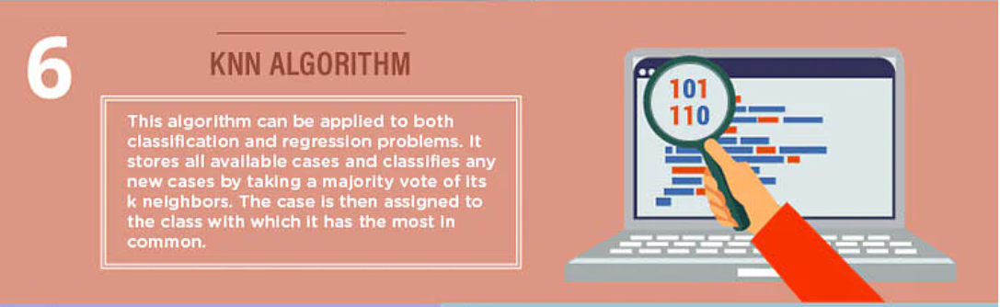 6
KNN ALGORITHM
This algorithm can be applied to both
classification and regression problems. It
stores all available cases and classifies any
new cases by taking a majority vote of its
k neighbors. The case is then assigned to
the class with which it has the most in
common.
101
110